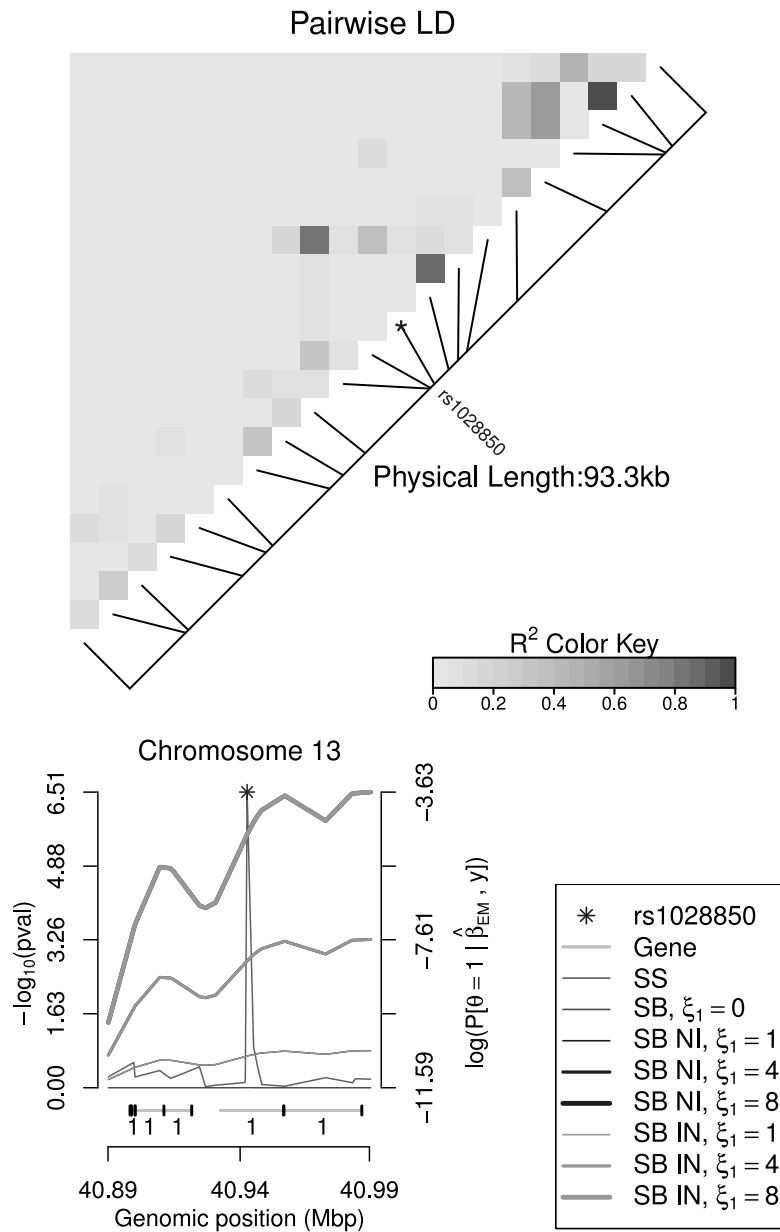 Pairwise LD
*
rs1028850
Physical Length:93.3kb
R² Color Key
0 0.2 0.4 0.6 0.8 1
Chromosome 13
−log₁₀(pval)
6.51
4.88
3.26
1.63
0.00
−3.63
−7.61
−11.59
log(P[θ = 1 | β̂_EM , y])
1 1 1 1 1
40.89 40.94 40.99
Genomic position (Mbp)
rs1028850
Gene
SS
SB, ξ₁ = 0
SB NI, ξ₁ = 1
SB NI, ξ₁ = 4
SB NI, ξ₁ = 8
SB IN, ξ₁ = 1
SB IN, ξ₁ = 4
SB IN, ξ₁ = 8